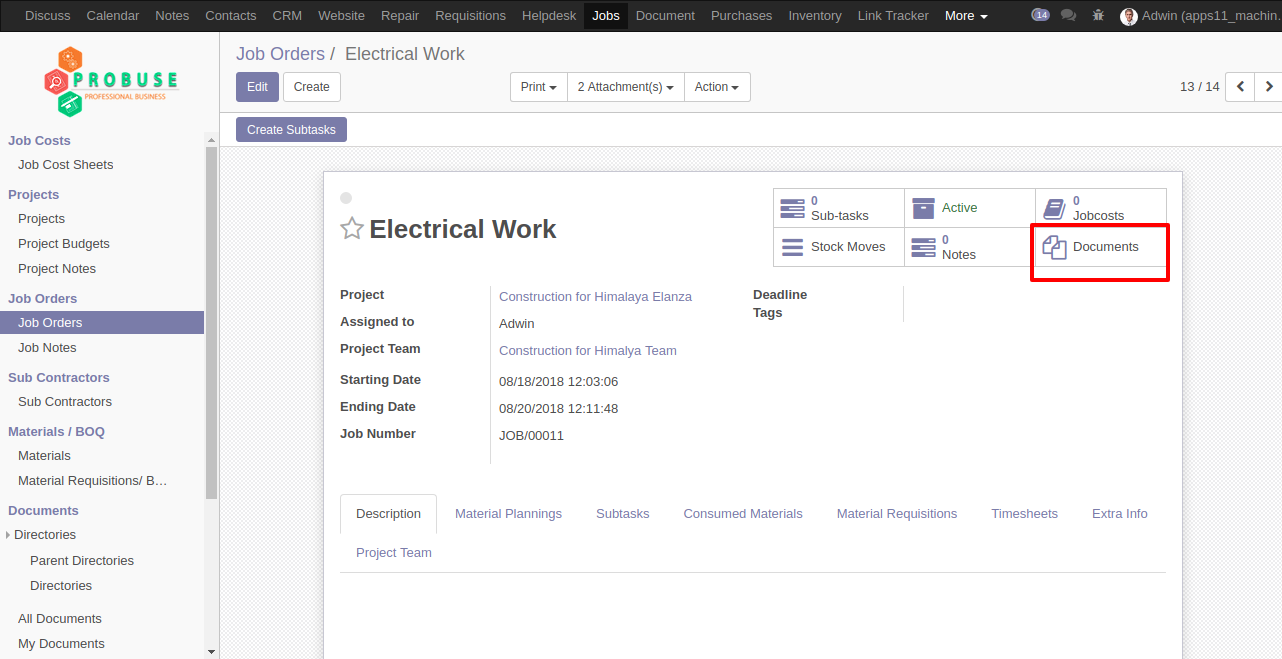 Discuss Calendar Notes Contacts CRM Website Repair Requisitions Helpdesk Jobs Document Purchases Inventory Link Tracker More 14 Adwin (apps11_machin...
PROBUSE
PROFESSIONAL BUSINESS
Job Costs
Job Cost Sheets
Projects
Projects
Project Budgets
Project Notes
Job Orders
Job Orders
Job Notes
Sub Contractors
Sub Contractors
Materials / BOQ
Materials
Material Requisitions/ B…
Documents
Directories
Parent Directories
Directories
All Documents
My Documents
Job Orders / Electrical Work
Edit Create Print 2 Attachment(s) Action 13 / 14
Create Subtasks
0
Sub-tasks
Active
0
Jobcosts
Stock Moves
0
Notes
Documents
Electrical Work
Project Construction for Himalaya Elanza
Assigned to Adwin
Project Team Construction for Himalya Team
Starting Date 08/18/2018 12:03:06
Ending Date 08/20/2018 12:11:48
Job Number JOB/00011
Deadline
Tags
Description Material Plannings Subtasks Consumed Materials Material Requisitions Timesheets Extra Info
Project Team